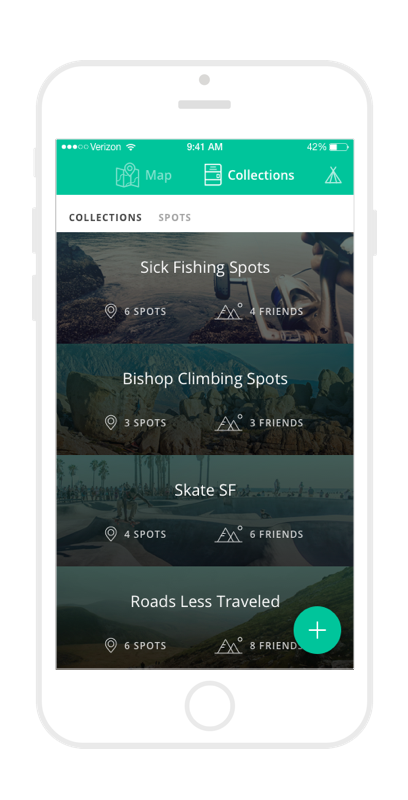 Verizon 9:41 AM 42%
Map Collections
COLLECTIONS SPOTS
Sick Fishing Spots
6 SPOTS 4 FRIENDS
Bishop Climbing Spots
3 SPOTS 3 FRIENDS
Skate SF
4 SPOTS 6 FRIENDS
Roads Less Traveled
6 SPOTS 8 FRIENDS